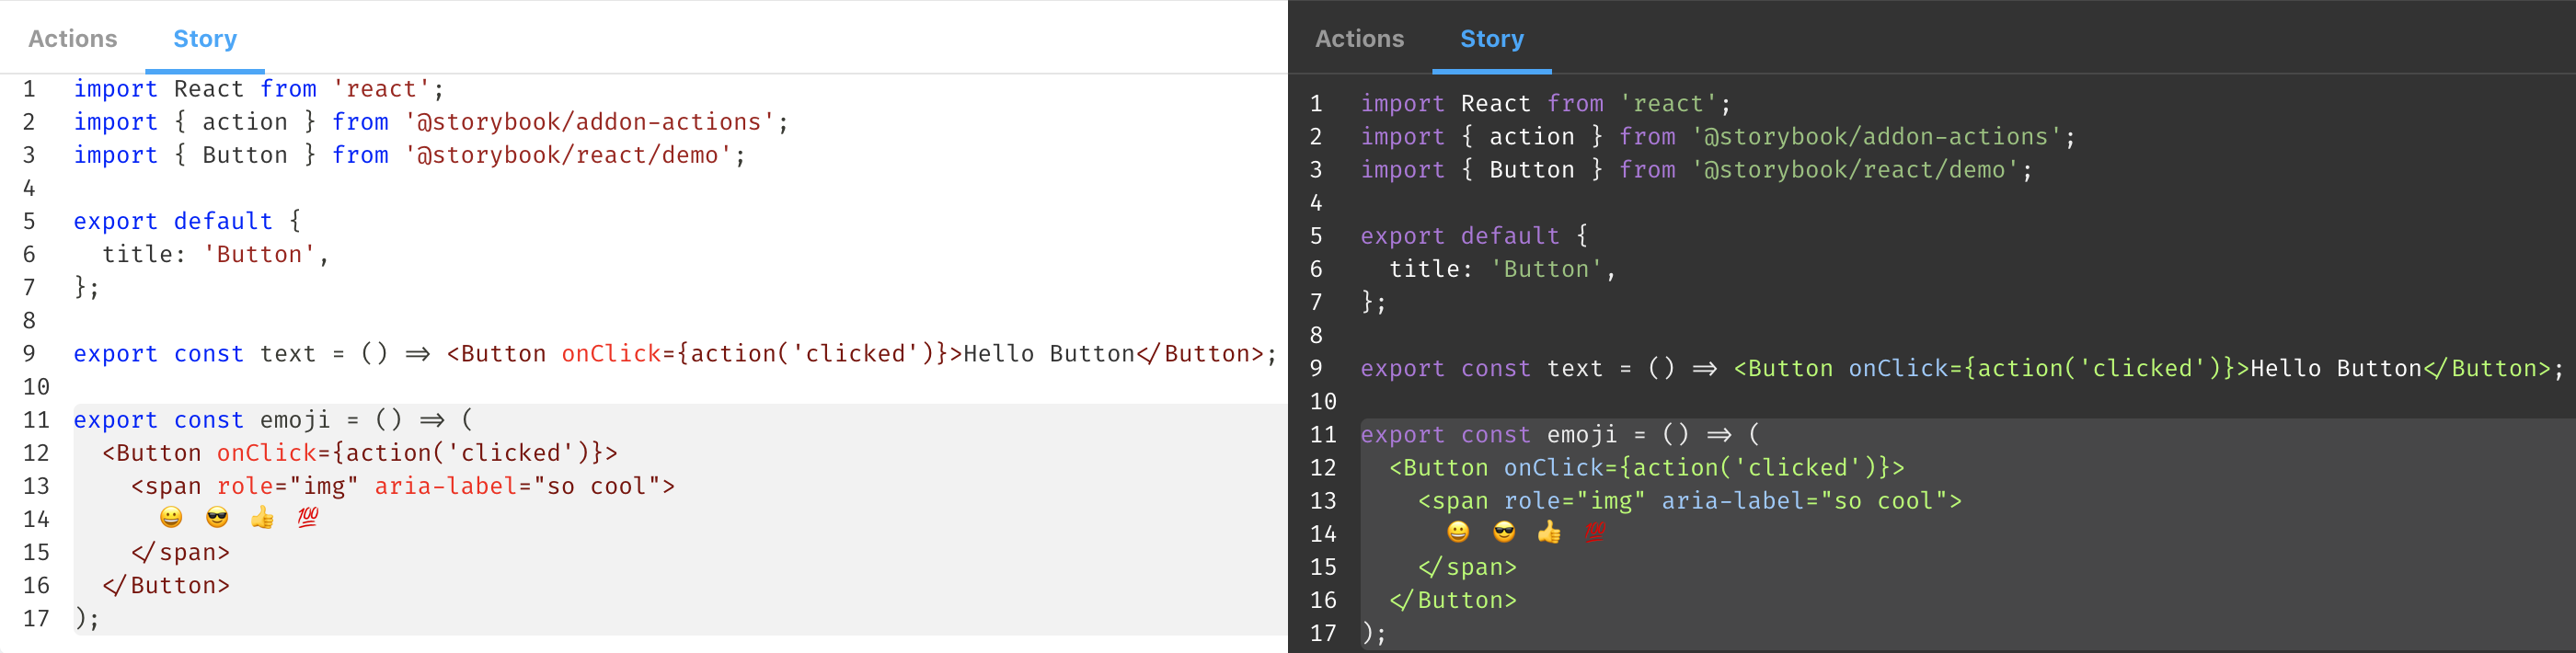 Actions Story
1 import React from 'react';
2 import { action } from '@storybook/addon-actions';
3 import { Button } from '@storybook/react/demo';
4
5 export default {
6   title: 'Button',
7 };
8
9 export const text = () => <Button onClick={action('clicked')}>Hello Button</Button>;
10
11 export const emoji = () => (
12   <Button onClick={action('clicked')}>
13     <span role="img" aria-label="so cool">
14       😀 😎 👍 💯
15     </span>
16   </Button>
17 );
Actions Story
1 import React from 'react';
2 import { action } from '@storybook/addon-actions';
3 import { Button } from '@storybook/react/demo';
4
5 export default {
6   title: 'Button',
7 };
8
9 export const text = () => <Button onClick={action('clicked')}>Hello Button</Button>;
10
11 export const emoji = () => (
12   <Button onClick={action('clicked')}>
13     <span role="img" aria-label="so cool">
14       😀 😎 👍 💯
15     </span>
16   </Button>
17 );